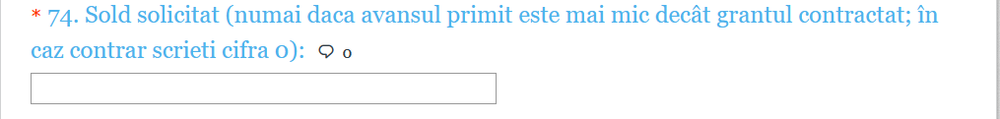 * 74. Sold solicitat (numai daca avansul primit este mai mic decât grantul contractat; în
caz contrar scrieti cifra 0): 0